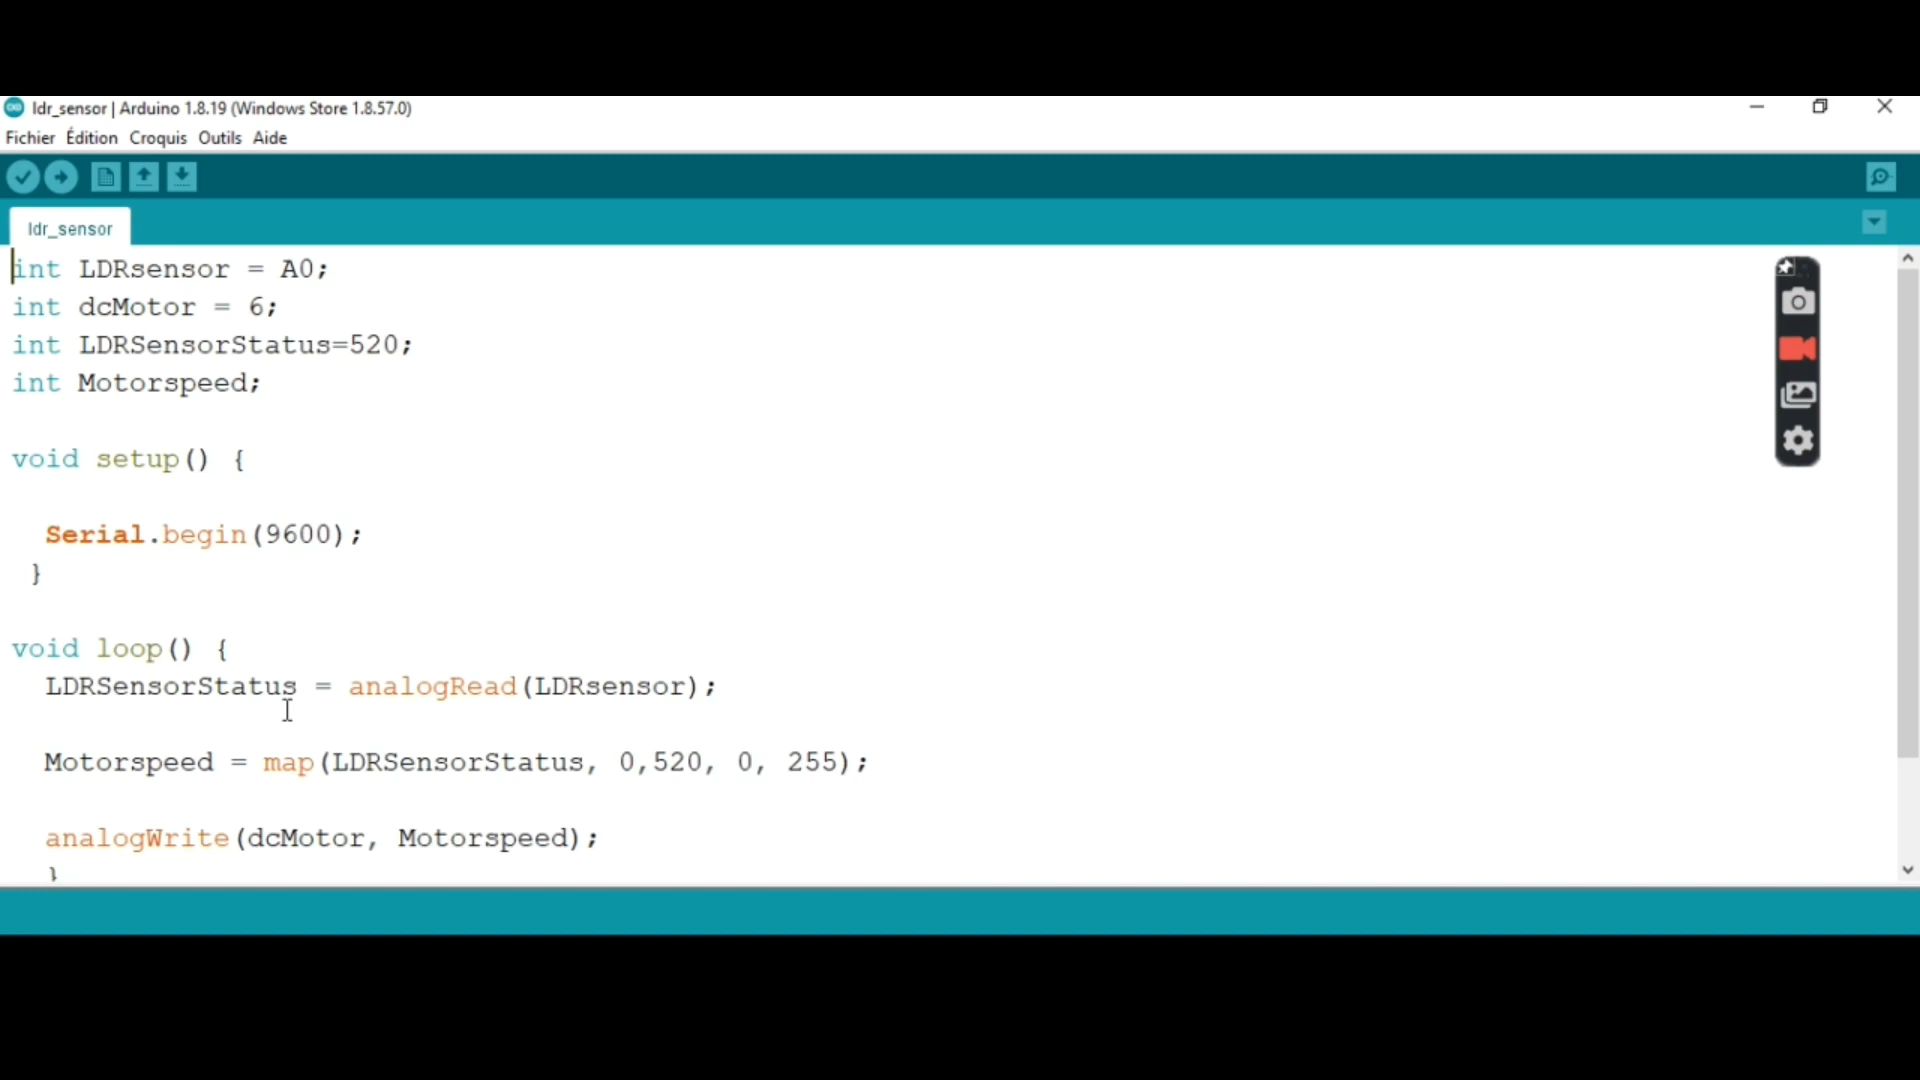 ldr_sensor | Arduino 1.8.19 (Windows Store 1.8.57.0)
Fichier Édition Croquis Outils Aide
ldr_sensor
int LDRsensor = A0;
int dcMotor = 6;
int LDRSensorStatus=520;
int Motorspeed;
void setup() {
Serial.begin(9600);
}
void loop() {
LDRSensorStatus = analogRead(LDRsensor);
Motorspeed = map(LDRSensorStatus, 0,520, 0, 255);
analogWrite(dcMotor, Motorspeed);
}